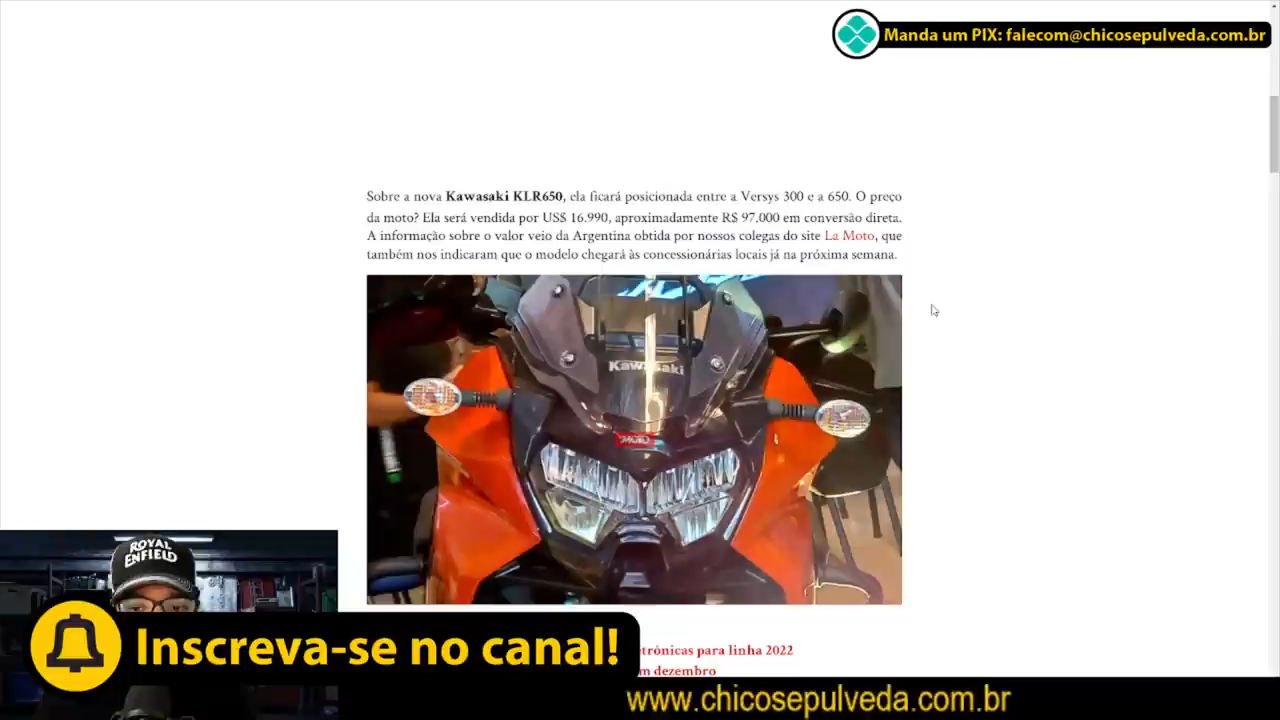 Manda um PIX: falecom@chicosepulveda.com.br
Sobre a nova Kawasaki KLR650, ela ficará posicionada entre a Versys 300 e a 650. O preço
da moto? Ela será vendida por US$ 16.990, aproximadamente R$ 97.000 em conversão direta.
A informação sobre o valor veio da Argentina obtida por nossos colegas do site La Moto, que
também nos indicaram que o modelo chegará às concessionárias locais já na próxima semana.
Kawasaki
MOTO
ROYAL
ENFIELD
Inscreva-se no canal!
etrônicas para linha 2022
m dezembro
www.chicosepulveda.com.br